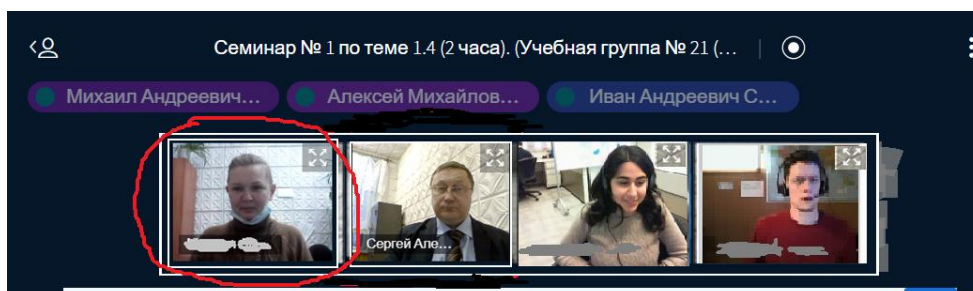 Семинар № 1 по теме 1.4 (2 часа). (Учебная группа № 21 (…
Михаил Андреевич… Алексей Михайлов… Иван Андреевич С…
Сергей Але…